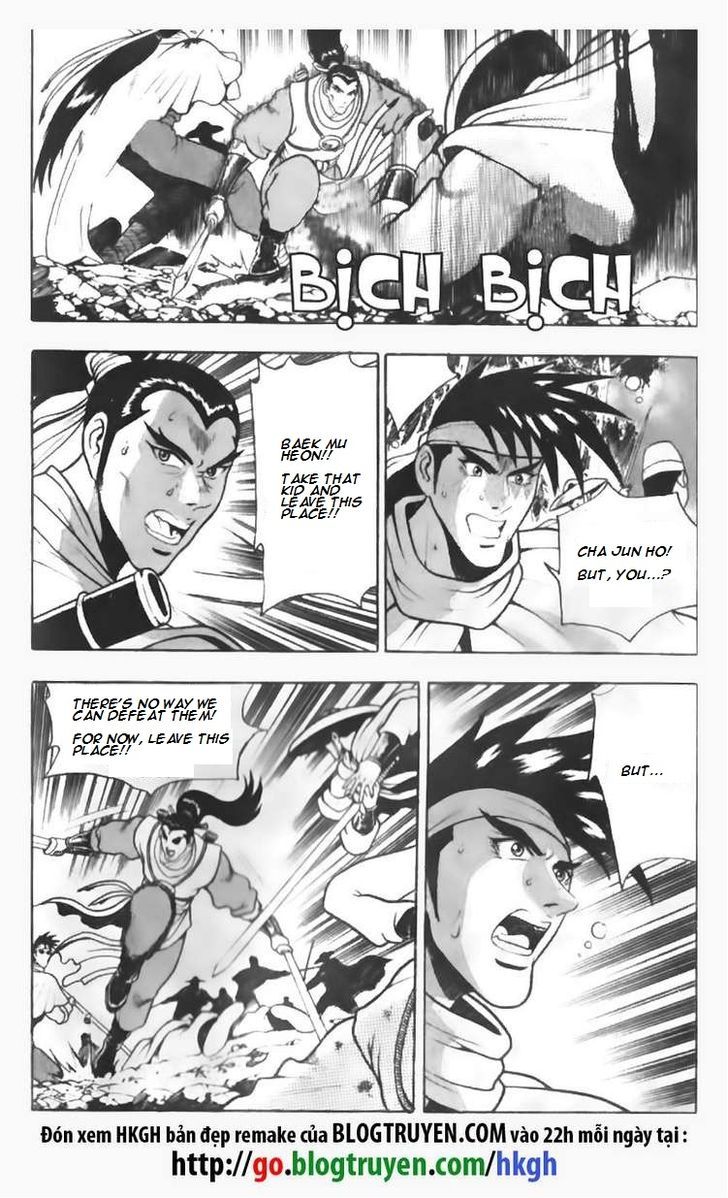 BỊCH BỊCH
BAEK MU
HEON!!
TAKE THAT
KID AND
LEAVE THIS
PLACE!!
CHA JUN HO!
BUT, YOU...?
THERE'S NO WAY WE
CAN DEFEAT THEM!
FOR NOW, LEAVE THIS
PLACE!!
BUT...
Đón xem HKGH bản đẹp remake của BLOGTRUYEN.COM vào 22h mỗi ngày tại :
http://go.blogtruyen.com/hkgh